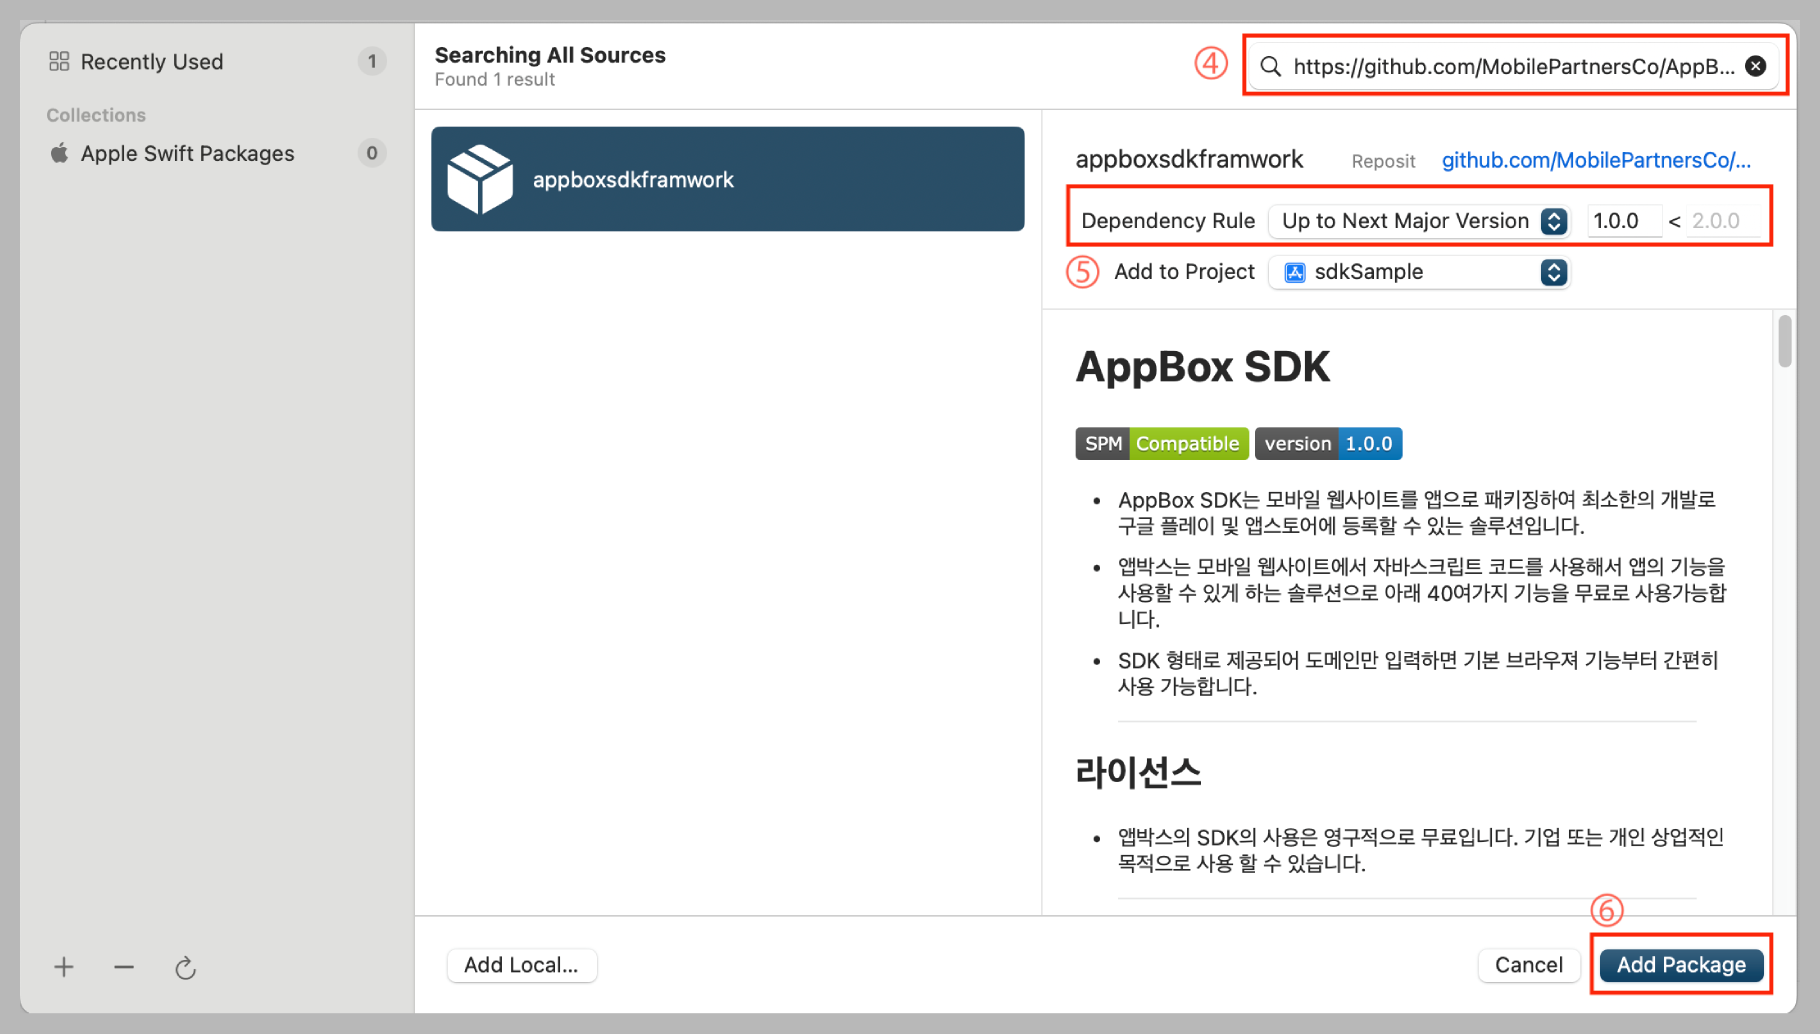 Recently Used 1
Collections
Apple Swift Packages 0
Searching All Sources
Found 1 result
④ https://github.com/MobilePartnersCo/AppB...
appboxsdkframwork
appboxsdkframwork Reposit github.com/MobilePartnersCo/...
Dependency Rule Up to Next Major Version 1.0.0 < 2.0.0
⑤ Add to Project sdkSample
AppBox SDK
SPM Compatible version 1.0.0
• AppBox SDK는 모바일 웹사이트를 앱으로 패키징하여 최소한의 개발로
구글 플레이 및 앱스토어에 등록할 수 있는 솔루션입니다.
• 앱박스는 모바일 웹사이트에서 자바스크립트 코드를 사용해서 앱의 기능을
사용할 수 있게 하는 솔루션으로 아래 40여가지 기능을 무료로 사용가능합
니다.
• SDK 형태로 제공되어 도메인만 입력하면 기본 브라우져 기능부터 간편히
사용 가능합니다.
라이선스
• 앱박스의 SDK의 사용은 영구적으로 무료입니다. 기업 또는 개인 상업적인
목적으로 사용 할 수 있습니다.
⑥
Add Local... Cancel Add Package